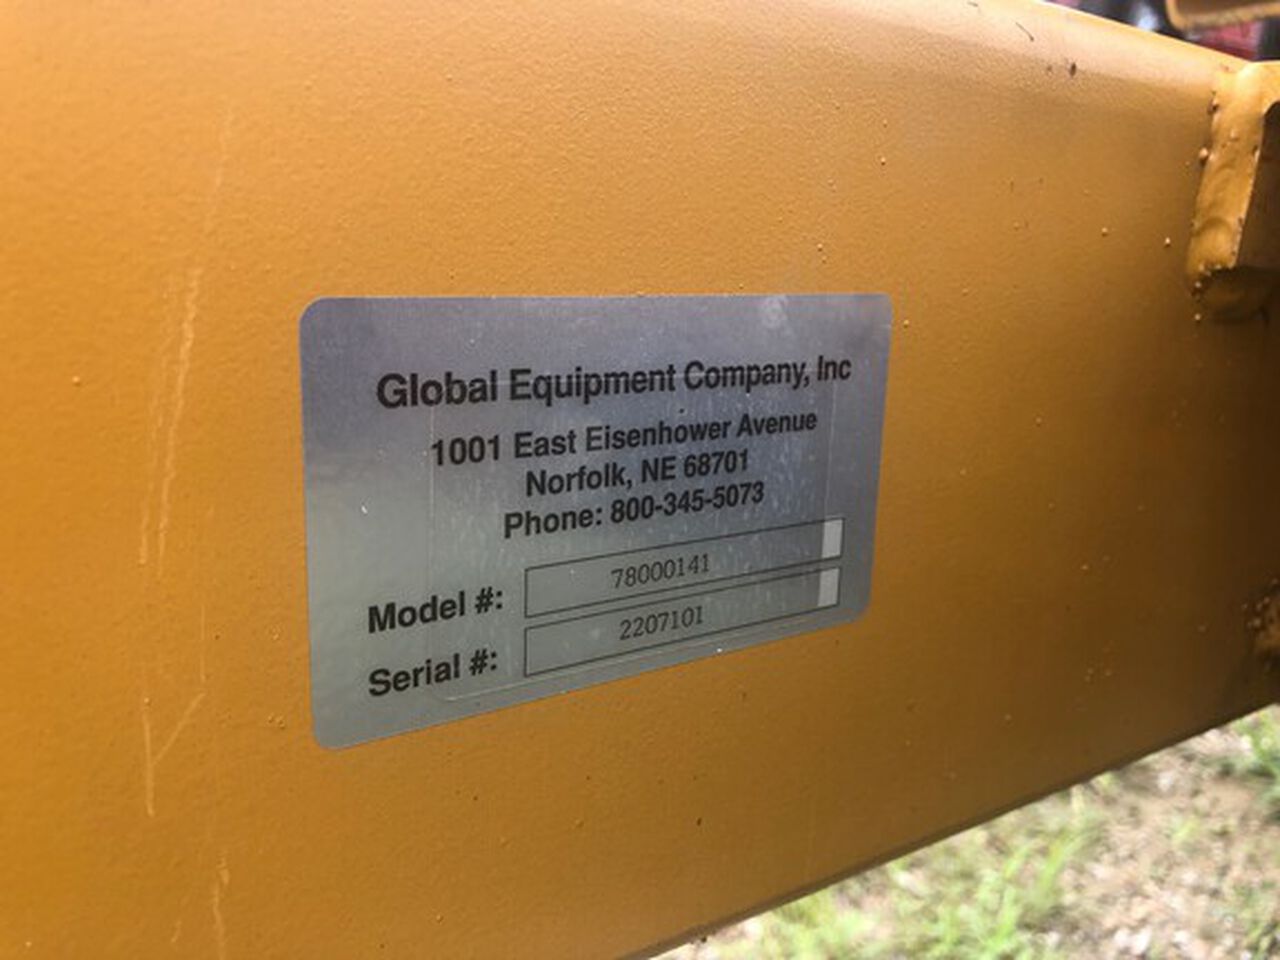 Global Equipment Company, Inc
1001 East Eisenhower Avenue
Norfolk, NE 68701
Phone: 800-345-5073
Model #: 78000141
Serial #: 2207101